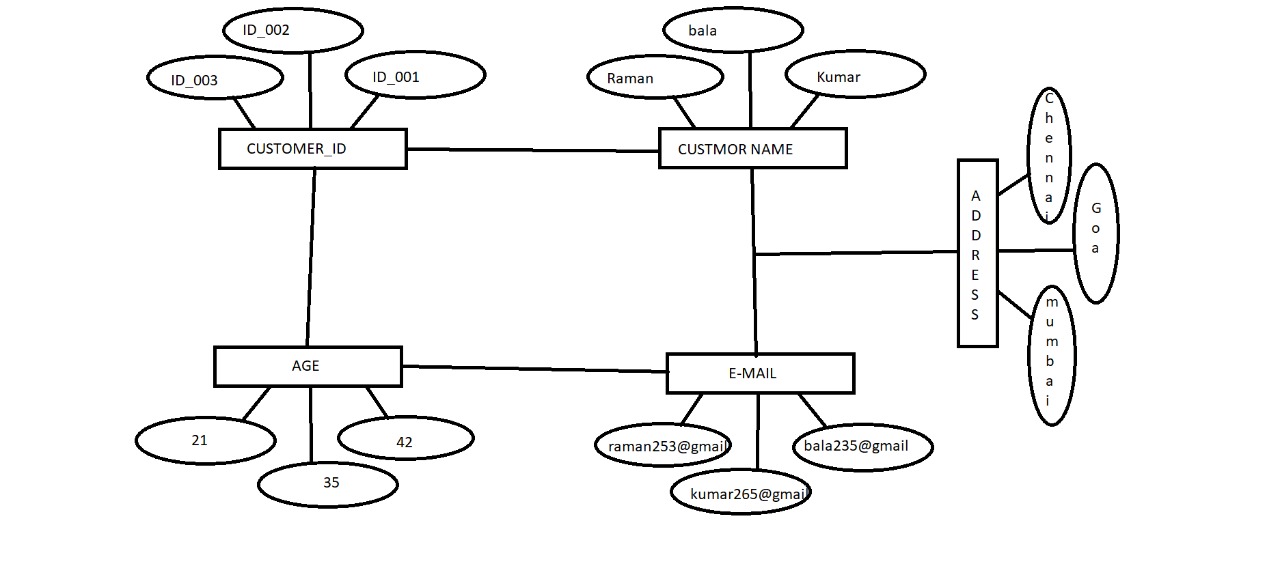 ID_002
ID_003
ID_001
CUSTOMER_ID
bala
Raman
Kumar
CUSTMOR NAME
ADDRESS
Chennai
Goa
mumbai
AGE
21
42
35
E-MAIL
raman253@gmail
bala235@gmail
kumar265@gmail